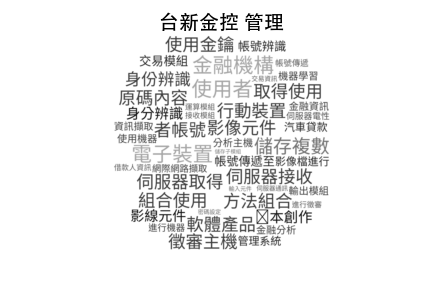 台新金控 管理
使用金鑰 帳號辨識
交易模組 金融機構 帳號傳遞
身份辨識 使用者 交易資訊 機器學習
原碼內容 取得使用
身分辨識 運算模組 接收模組 行動裝置 金融資訊
伺服器電性
資訊擷取 者帳號 影像元件 汽車貸款
使用機器 分析主機 儲存複數
電子裝置 儲存子模組
帳號傳遞至影像檔進行
借款人資訊 網際網路擷取
伺服器取得 伺服器接收
輸入元件 伺服器通訊 輸出模組
組合使用 方法組合 進行徵審
影線元件 密碼設定 本創作
進行機器 軟體產品 金融分析
徵審主機 管理系統